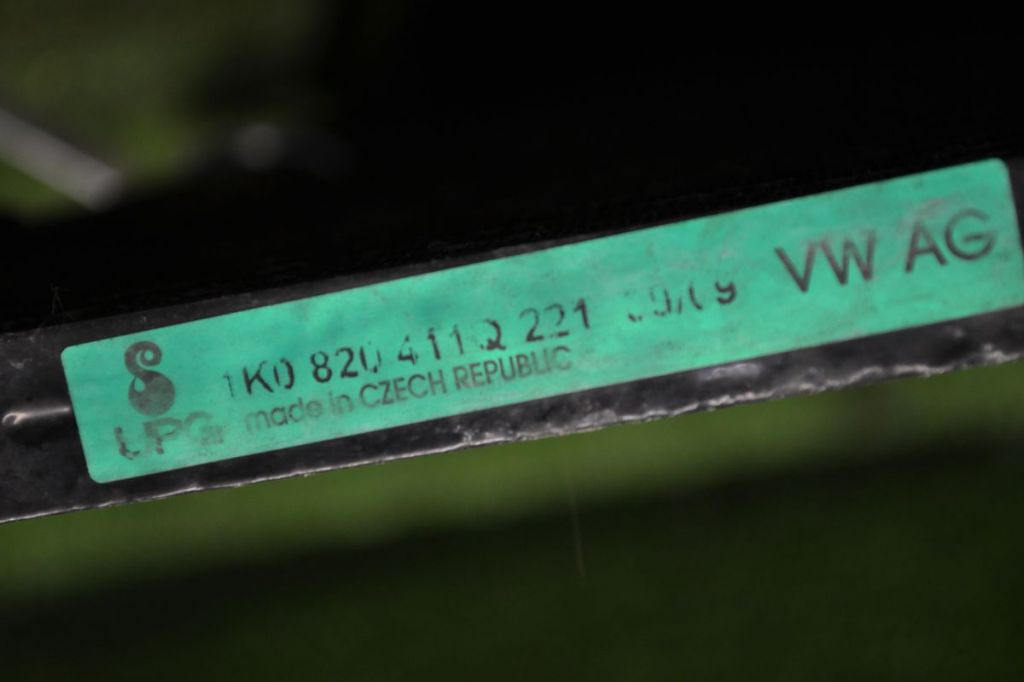 1K0 820 411Q 221 VW AG
made in CZECH REPUBLIC